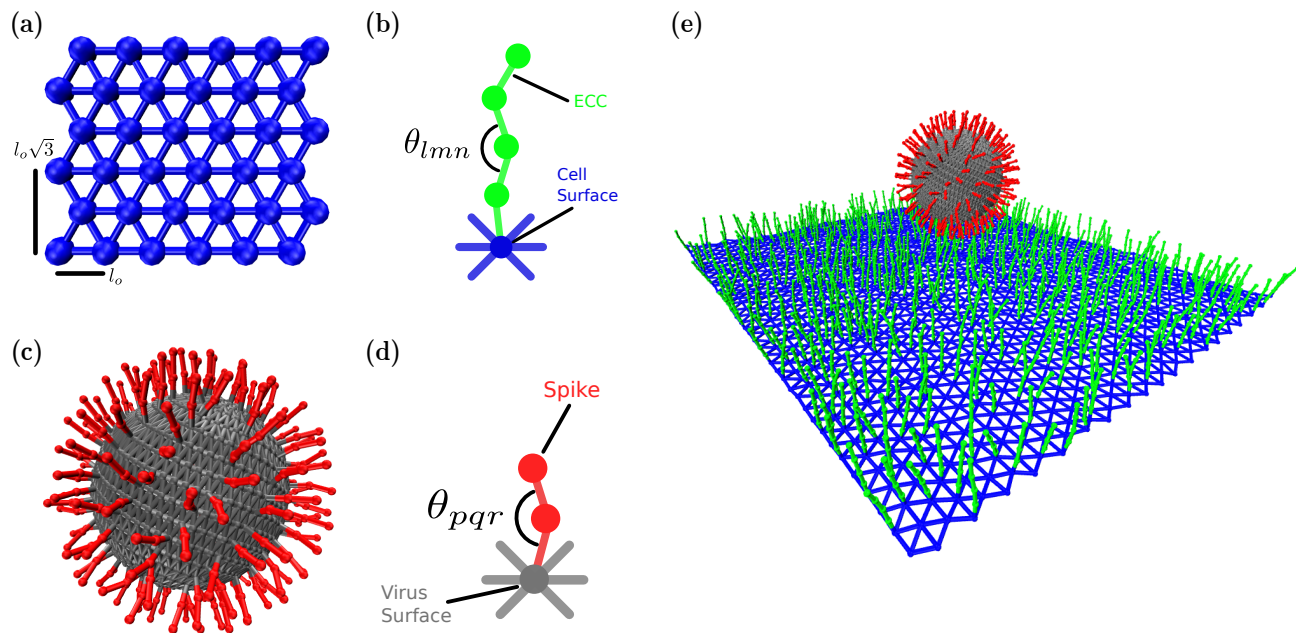 (a)
l_o√3
l_o
(b)
ECC
θ_lmn
Cell
Surface
(c)
(d)
Spike
θ_pqr
Virus
Surface
(e)